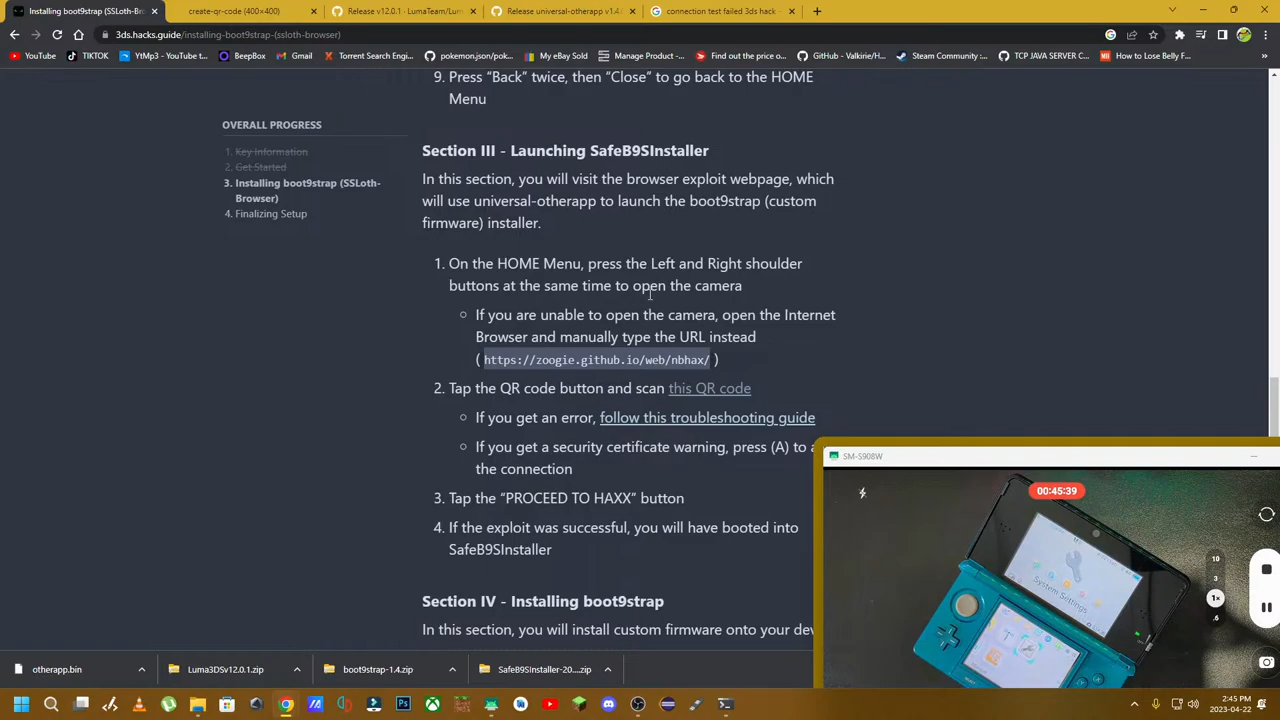 Installing boot9strap (SSLoth-Br
create-qr-code (400×400)
Release v12.0.1 · LumaTeam/Lum
Release universal-otherapp v1.4.
connection test failed 3ds hack -
3ds.hacks.guide/installing-boot9strap-(ssloth-browser)
YouTube
TIKTOK
YtMp3 - YouTube to...
BeepBox
Gmail
Torrent Search Engi...
pokemon.json/pok...
My eBay Sold
Manage Product -...
Find out the price o...
GitHub - Valkirie/H...
Steam Community :...
TCP JAVA SERVER C...
How to Lose Belly F...
9. Press “Back” twice, then “Close” to go back to the HOME
Menu
OVERALL PROGRESS
1. Key Information
2. Get Started
3. Installing boot9strap (SSLoth-
Browser)
4. Finalizing Setup
Section III - Launching SafeB9SInstaller
In this section, you will visit the browser exploit webpage, which
will use universal-otherapp to launch the boot9strap (custom
firmware) installer.
1. On the HOME Menu, press the Left and Right shoulder
buttons at the same time to open the camera
If you are unable to open the camera, open the Internet
Browser and manually type the URL instead
( https://zoogie.github.io/web/nbhax/ )
2. Tap the QR code button and scan this QR code
If you get an error, follow this troubleshooting guide
If you get a security certificate warning, press (A) to a
the connection
3. Tap the “PROCEED TO HAXX” button
4. If the exploit was successful, you will have booted into
SafeB9SInstaller
Section IV - Installing boot9strap
In this section, you will install custom firmware onto your dev
SM-S908W
00:45:39
10
3
1×
.6
System Settings
otherapp.bin
Luma3DSv12.0.1.zip
boot9strap-1.4.zip
SafeB9SInstaller-20....zip
2:45 PM
2023-04-22